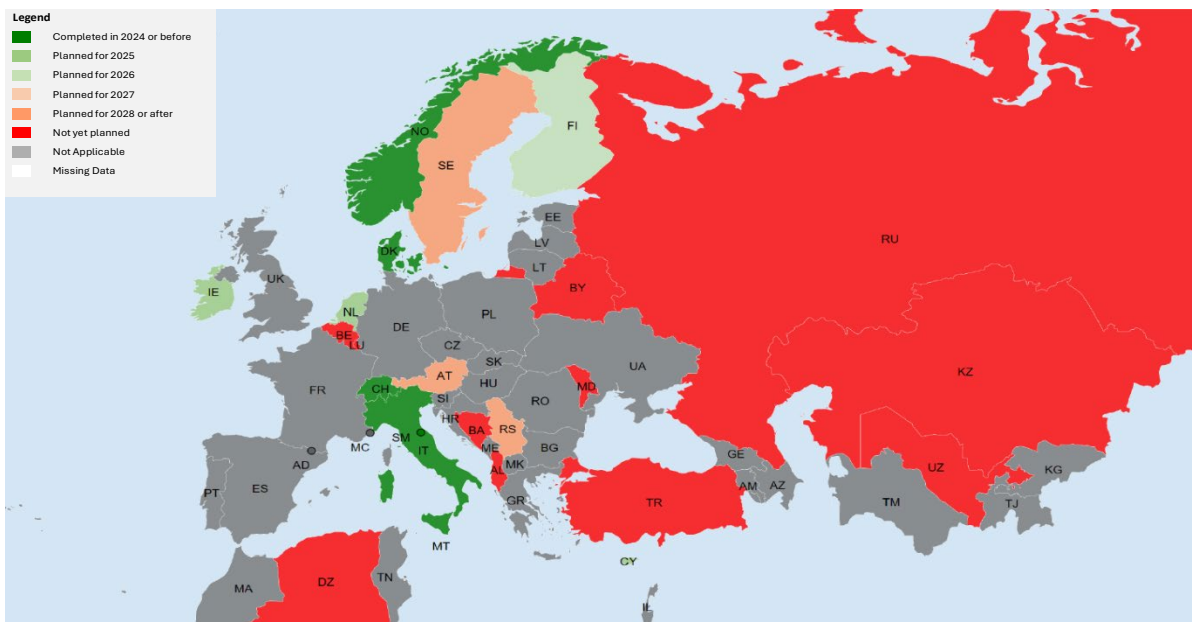 Legend
Completed in 2024 or before
Planned for 2025
Planned for 2026
Planned for 2027
Planned for 2028 or after
Not yet planned
Not Applicable
Missing Data
NO
FI
SE
EE
RU
LV
DK
LT
UK
BY
IE
NL
PL
DE
BE
LU
CZ
SK
UA
KZ
AT
HU
MD
CH
FR
SI
RO
HR
BA
RS
SM
IT
MC
ME
BG
GE
AD
AL
MK
UZ
KG
PT
ES
GR
TR
AM
AZ
TM
TJ
MT
CY
MA
DZ
TN
IL